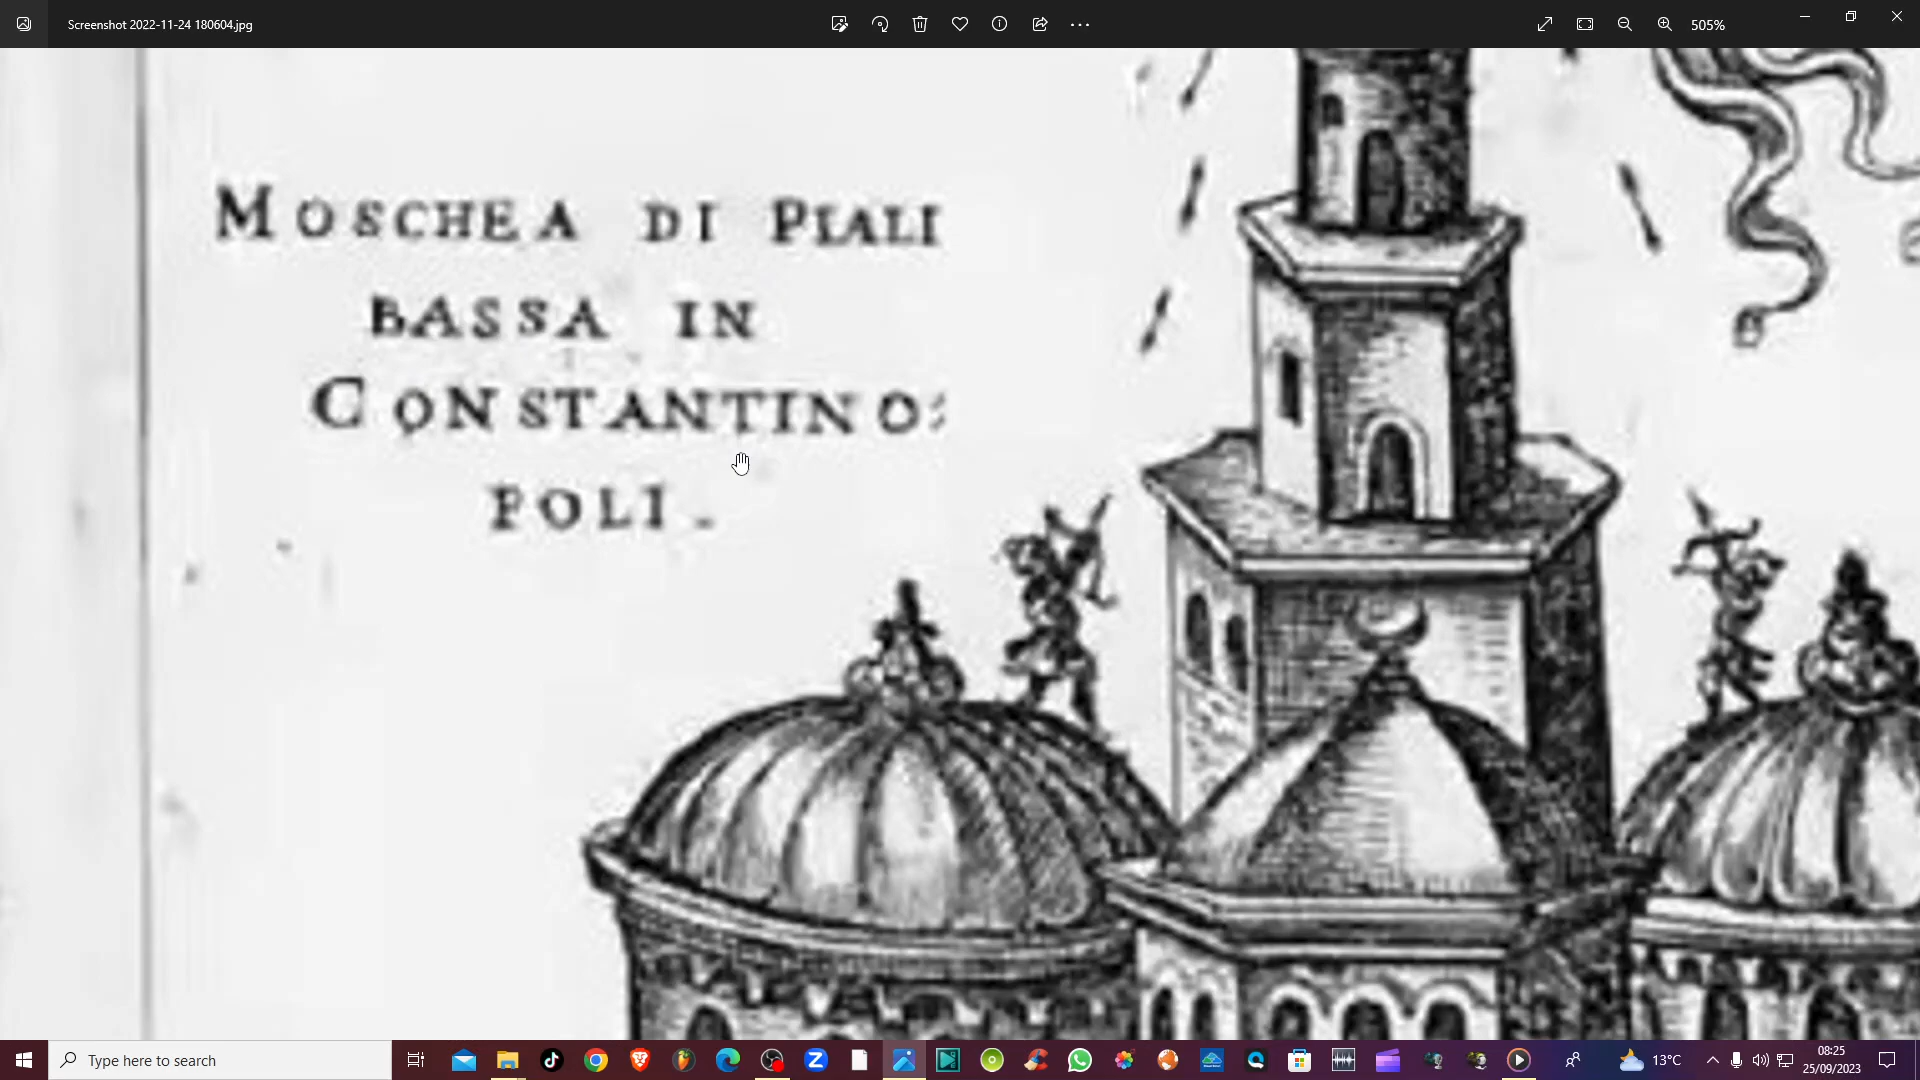 Screenshot 2022-11-24 180604.jpg
505%
MOSCHEA DI PIALI
BASSA IN
CONSTANTINO:
POLI.
Type here to search
13°C
08:25
25/09/2023